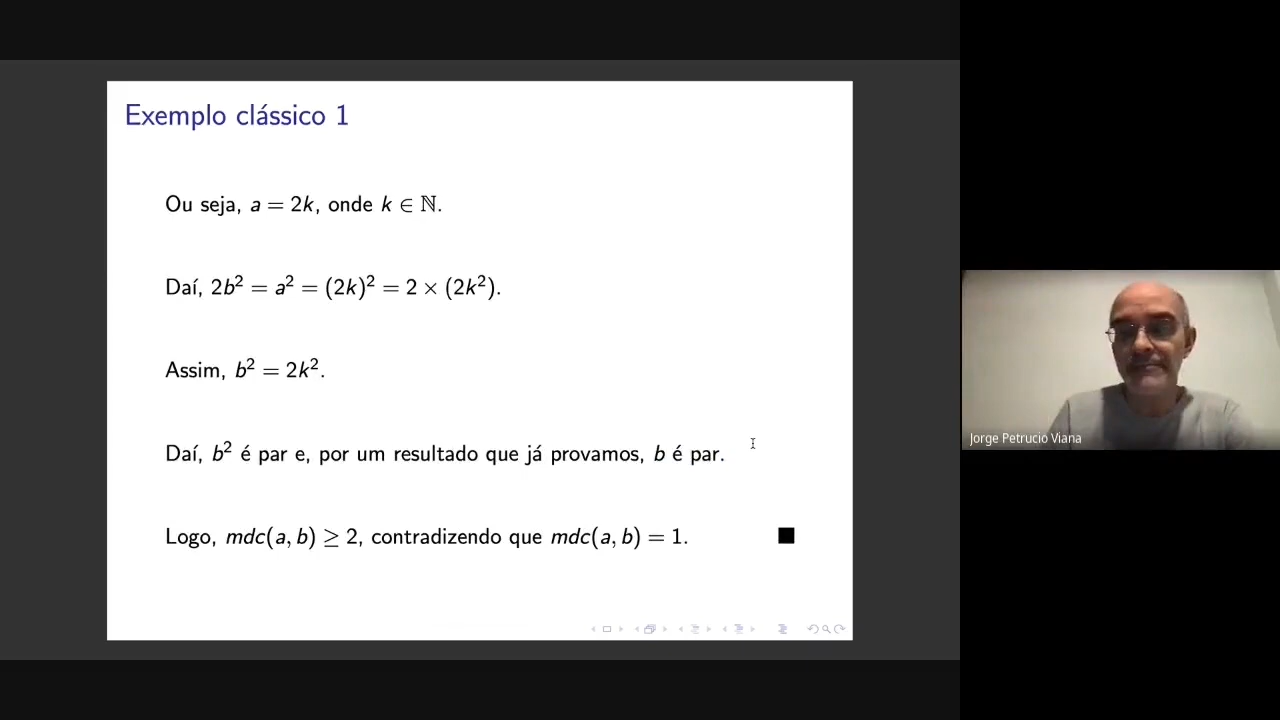 Exemplo clássico 1
Ou seja, a = 2k, onde k ∈ ℕ.
Daí, 2b² = a² = (2k)² = 2 × (2k²).
Assim, b² = 2k².
Daí, b² é par e, por um resultado que já provamos, b é par.
Logo, mdc(a, b) ≥ 2, contradizendo que mdc(a, b) = 1.
Jorge Petrucio Viana